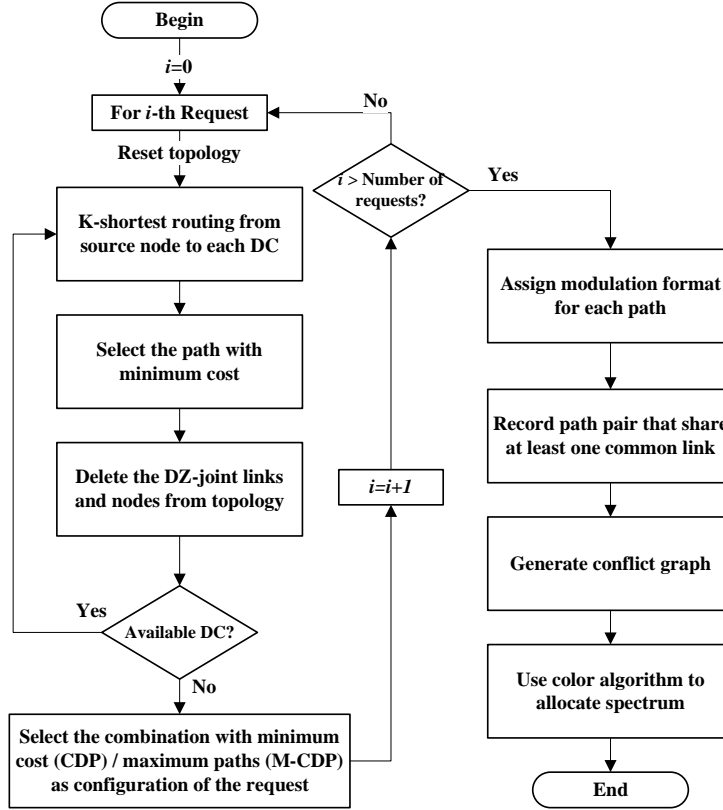 Begin
i=0
For i-th Request
Reset topology
K-shortest routing from
source node to each DC
Select the path with
minimum cost
Delete the DZ-joint links
and nodes from topology
Yes
Available DC?
No
Select the combination with minimum
cost (CDP) / maximum paths (M-CDP)
as configuration of the request
i=i+1
No
i > Number of
requests?
Yes
Assign modulation format
for each path
Record path pair that share
at least one common link
Generate conflict graph
Use color algorithm to
allocate spectrum
End